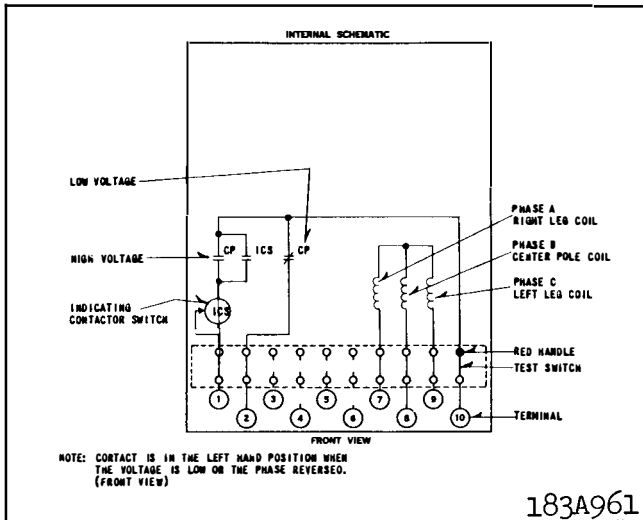 INTERNAL SCHEMATIC
LOW VOLTAGE
HIGH VOLTAGE
INDICATING
CONTACTOR SWITCH
CP
ICS
CP
ICS
PHASE A
RIGHT LEG COIL
PHASE B
CENTER POLE COIL
PHASE C
LEFT LEG COIL
RED HANDLE
TEST SWITCH
1
3
5
7
9
2
4
6
8
10
TERMINAL
FRONT VIEW
NOTE: CONTACT IS IN THE LEFT HAND POSITION WHEN
THE VOLTAGE IS LOW OR THE PHASE REVERSED.
(FRONT VIEW)
183A961